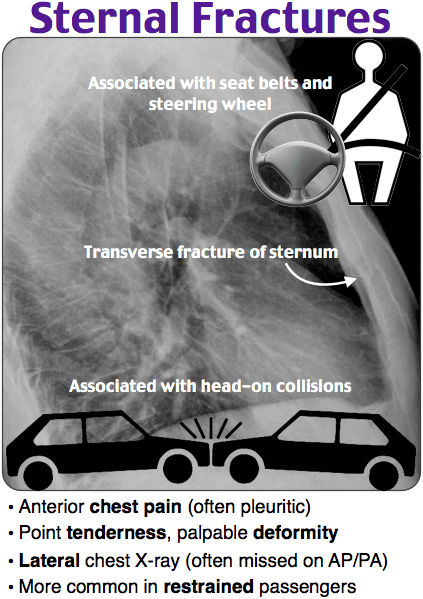 Sternal Fractures
Associated with seat belts and
steering wheel
Transverse fracture of sternum
Associated with head-on collisions
• Anterior chest pain (often pleuritic)
• Point tenderness, palpable deformity
• Lateral chest X-ray (often missed on AP/PA)
• More common in restrained passengers